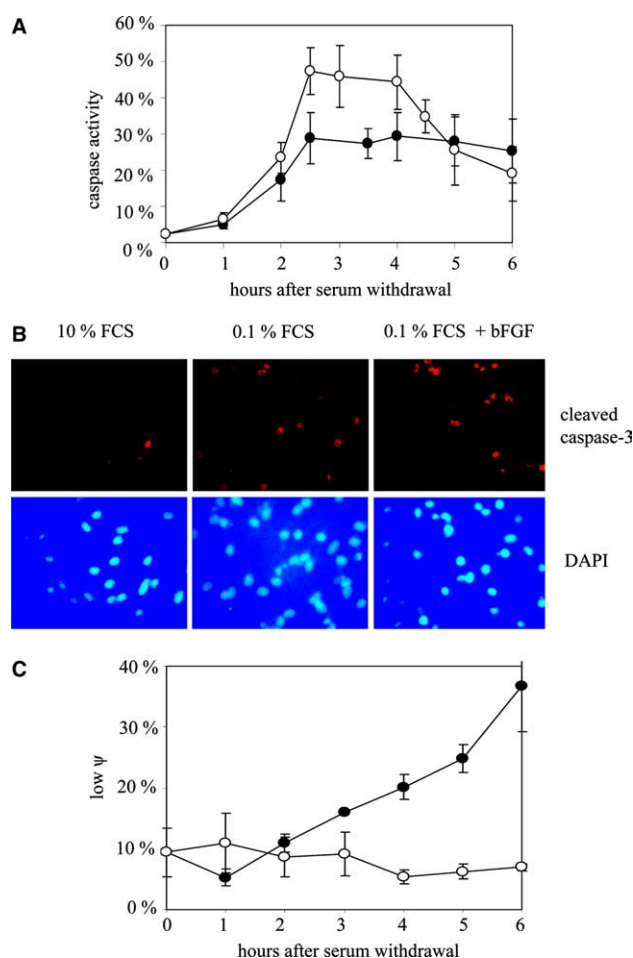 A
60 %
50 %
40 %
30 %
20 %
10 %
0 %
caspase activity
0 1 2 3 4 5 6
hours after serum withdrawal
B
10 % FCS 0.1 % FCS 0.1 % FCS + bFGF
cleaved
caspase-3
DAPI
C
40 %
30 %
20 %
10 %
0 %
low ψ
0 1 2 3 4 5 6
hours after serum withdrawal